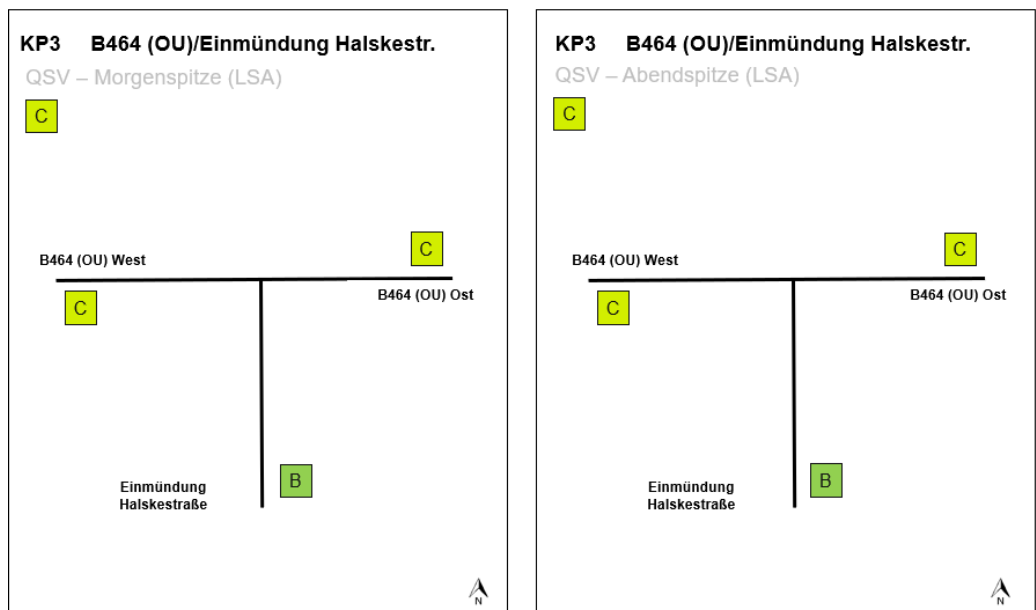 KP3 B464 (OU)/Einmündung Halskestr.
QSV – Morgenspitze (LSA)
C
C
B464 (OU) West
B464 (OU) Ost
C
B
Einmündung
Halskestraße
N
KP3 B464 (OU)/Einmündung Halskestr.
QSV – Abendspitze (LSA)
C
C
B464 (OU) West
B464 (OU) Ost
C
B
Einmündung
Halskestraße
N